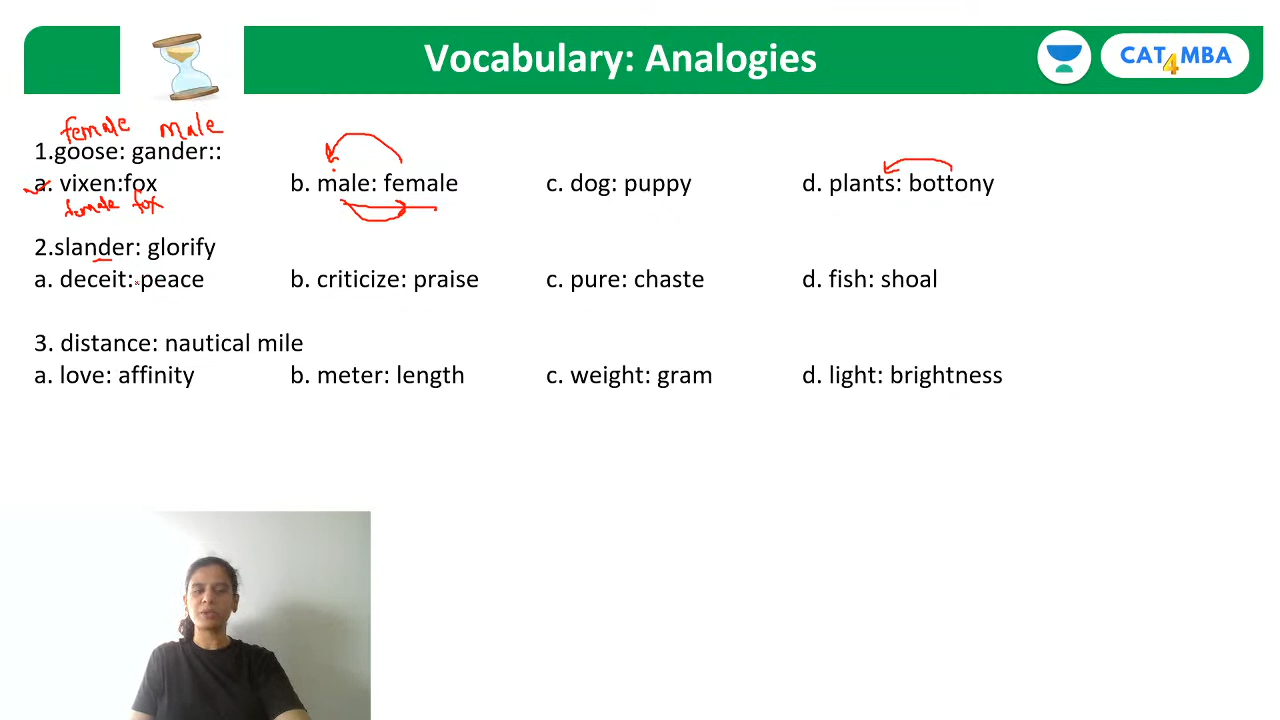 Vocabulary: Analogies
CAT4MBA
female male
1.goose: gander::
a. vixen:fox b. male: female c. dog: puppy d. plants: bottony
female fox
2.slander: glorify
a. deceit: peace b. criticize: praise c. pure: chaste d. fish: shoal
3. distance: nautical mile
a. love: affinity b. meter: length c. weight: gram d. light: brightness